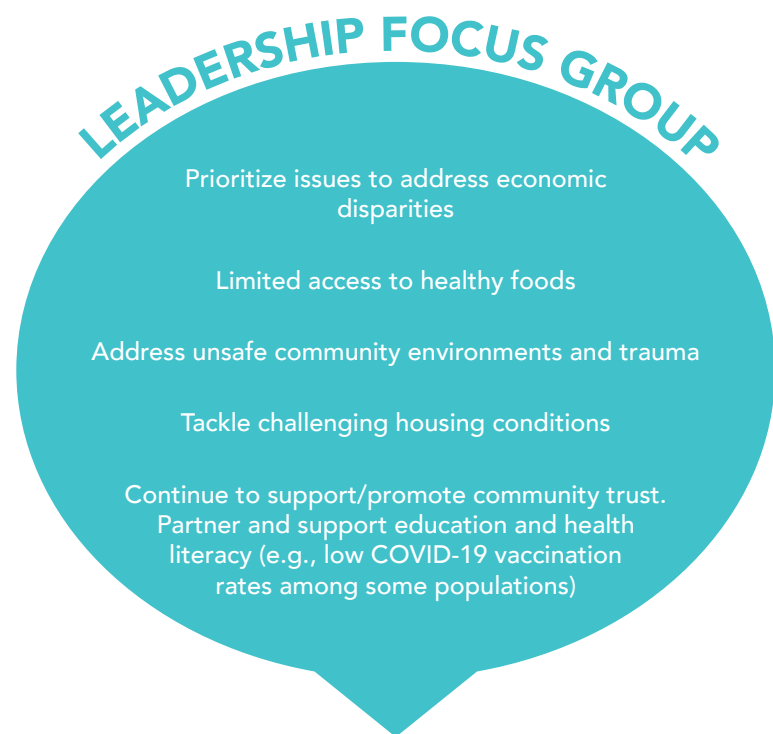 LEADERSHIP FOCUS GROUP
Prioritize issues to address economic
disparities
Limited access to healthy foods
Address unsafe community environments and trauma
Tackle challenging housing conditions
Continue to support/promote community trust.
Partner and support education and health
literacy (e.g., low COVID-19 vaccination
rates among some populations)